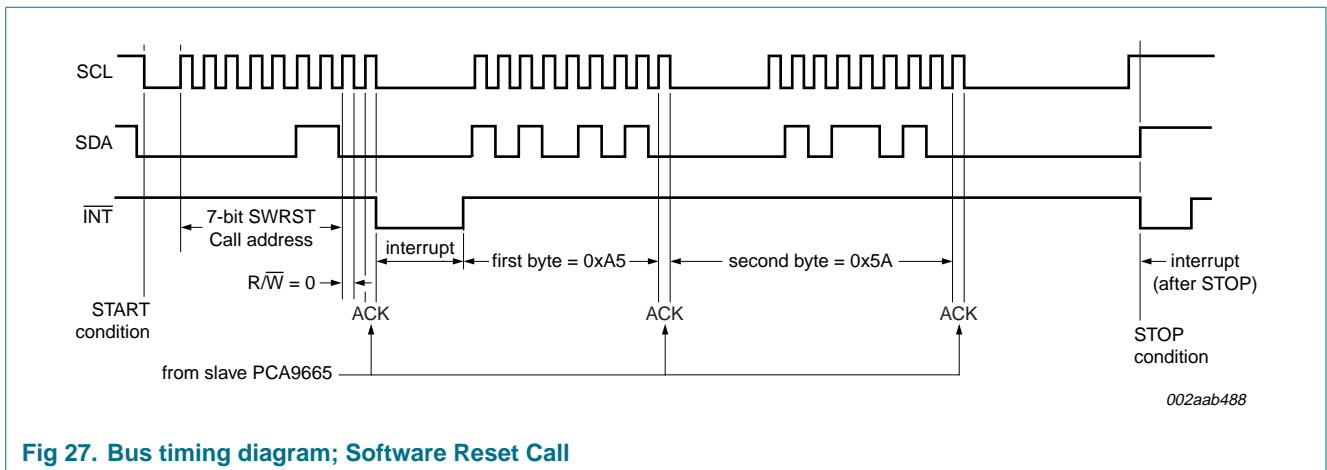 SCL
SDA
INT
7-bit SWRST
Call address
interrupt
first byte = 0xA5
second byte = 0x5A
interrupt
(after STOP)
R/W = 0
START
condition
ACK
ACK
ACK
STOP
condition
from slave PCA9665
002aab488
Fig 27. Bus timing diagram; Software Reset Call